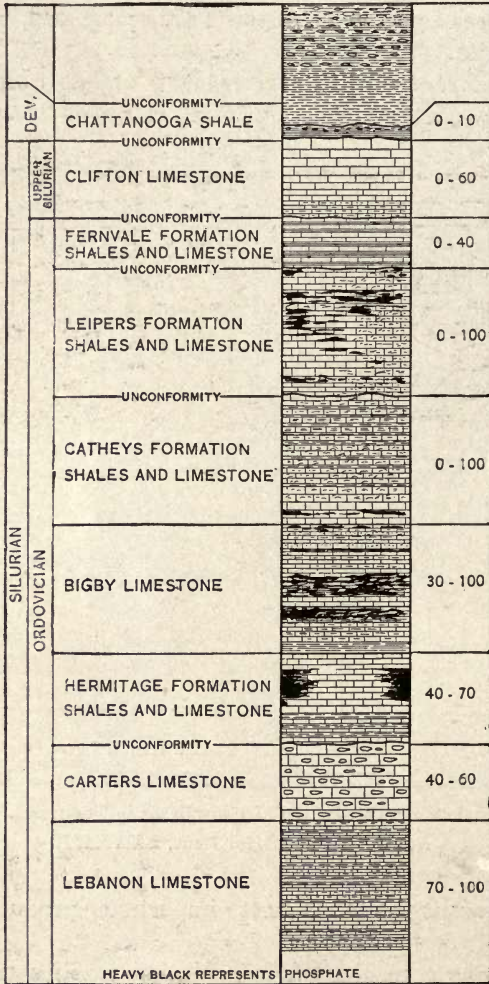 UNCONFORMITY
DEV.
CHATTANOOGA SHALE
0-10
UNCONFORMITY
UPPER
SILURIAN
CLIFTON LIMESTONE
0-60
UNCONFORMITY
FERNVALE FORMATION
SHALES AND LIMESTONE
0-40
UNCONFORMITY
LEIPERS FORMATION
SHALES AND LIMESTONE
0-100
UNCONFORMITY
CATHEYS FORMATION
SHALES AND LIMESTONE
0-100
SILURIAN
ORDOVICIAN
BIGBY LIMESTONE
30-100
HERMITAGE FORMATION
SHALES AND LIMESTONE
40-70
UNCONFORMITY
CARTERS LIMESTONE
40-60
LEBANON LIMESTONE
70-100
HEAVY BLACK REPRESENTS PHOSPHATE